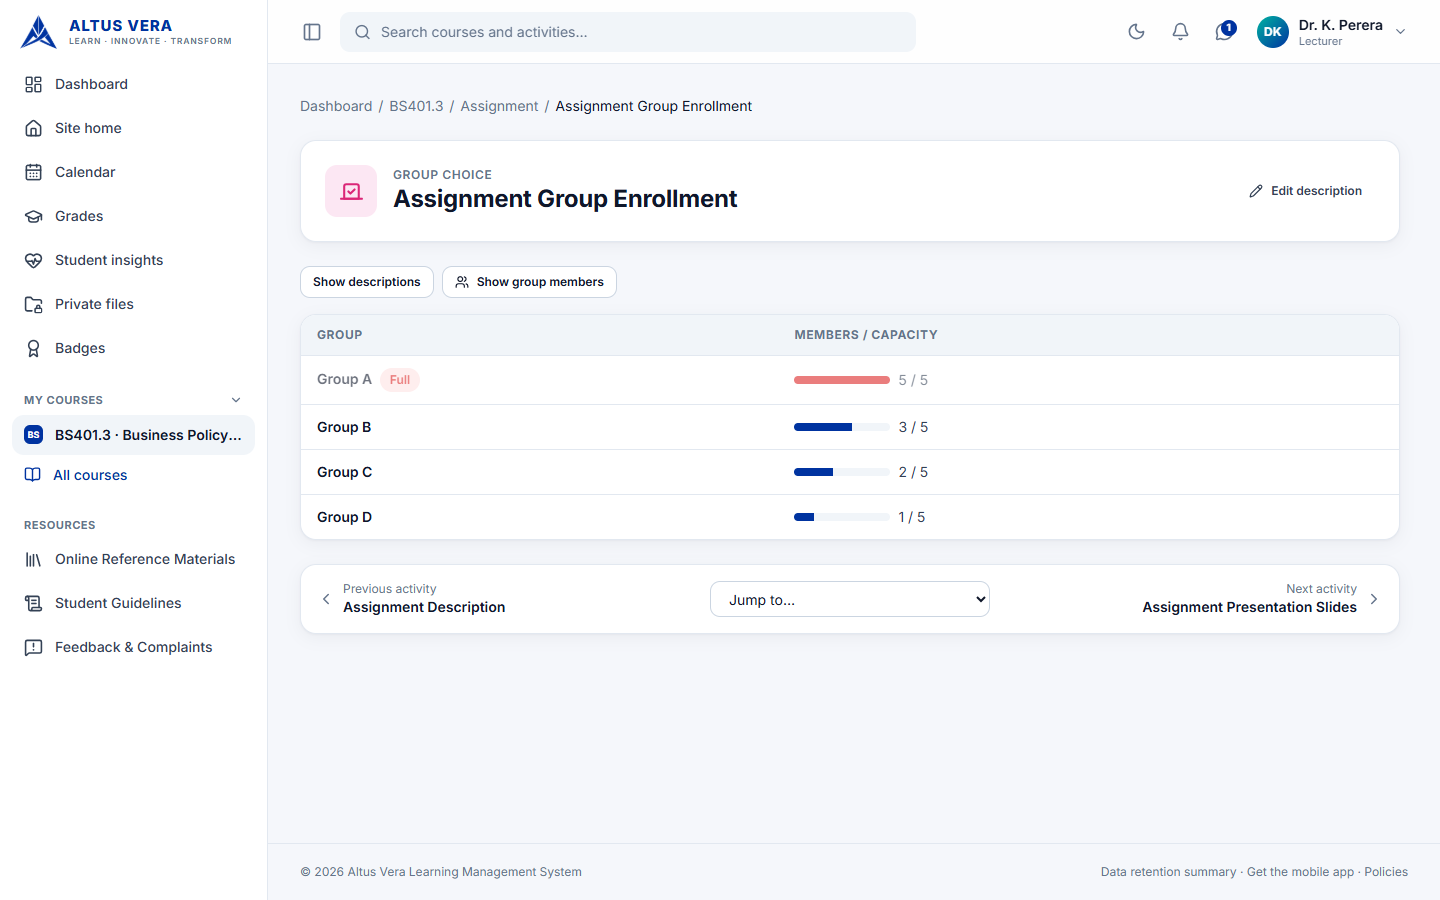 ALTUS VERA
LEARN · INNOVATE · TRANSFORM
Dashboard
Site home
Calendar
Grades
Student insights
Private files
Badges
MY COURSES
BS
BS401.3 · Business Policy...
All courses
RESOURCES
Online Reference Materials
Student Guidelines
Feedback & Complaints
Search courses and activities...
1
DK
Dr. K. Perera
Lecturer
Dashboard / BS401.3 / Assignment / Assignment Group Enrollment
GROUP CHOICE
Assignment Group Enrollment
Edit description
Show descriptions
Show group members
GROUP MEMBERS / CAPACITY
Group A Full 5 / 5
Group B 3 / 5
Group C 2 / 5
Group D 1 / 5
Previous activity
Assignment Description
Jump to...
Next activity
Assignment Presentation Slides
© 2026 Altus Vera Learning Management System
Data retention summary · Get the mobile app · Policies